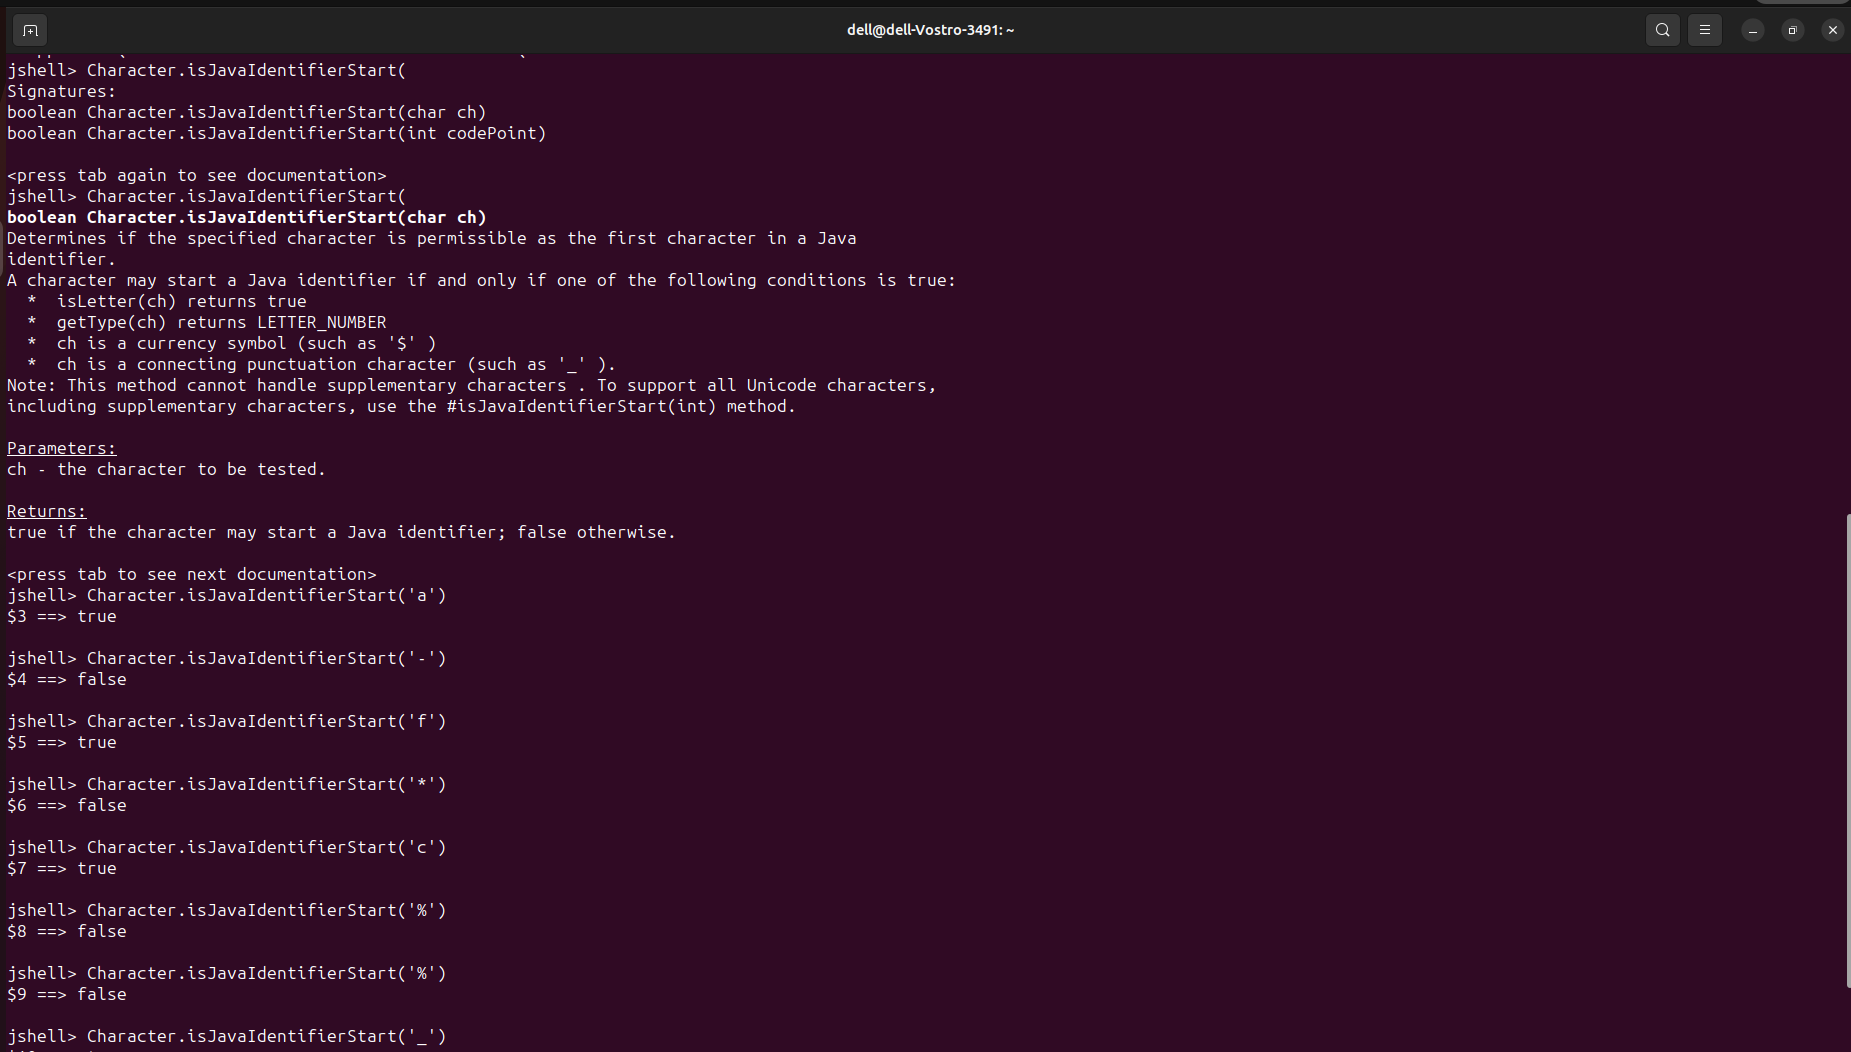 dell@dell-Vostro-3491: ~
jshell> Character.isJavaIdentifierStart(
Signatures:
boolean Character.isJavaIdentifierStart(char ch)
boolean Character.isJavaIdentifierStart(int codePoint)
<press tab again to see documentation>
jshell> Character.isJavaIdentifierStart(
boolean Character.isJavaIdentifierStart(char ch)
Determines if the specified character is permissible as the first character in a Java
identifier.
A character may start a Java identifier if and only if one of the following conditions is true:
  *  isLetter(ch) returns true
  *  getType(ch) returns LETTER_NUMBER
  *  ch is a currency symbol (such as '$' )
  *  ch is a connecting punctuation character (such as '_' ).
Note: This method cannot handle supplementary characters . To support all Unicode characters,
including supplementary characters, use the #isJavaIdentifierStart(int) method.
Parameters:
ch - the character to be tested.
Returns:
true if the character may start a Java identifier; false otherwise.
<press tab to see next documentation>
jshell> Character.isJavaIdentifierStart('a')
$3 ==> true
jshell> Character.isJavaIdentifierStart('-')
$4 ==> false
jshell> Character.isJavaIdentifierStart('f')
$5 ==> true
jshell> Character.isJavaIdentifierStart('*')
$6 ==> false
jshell> Character.isJavaIdentifierStart('c')
$7 ==> true
jshell> Character.isJavaIdentifierStart('%')
$8 ==> false
jshell> Character.isJavaIdentifierStart('%')
$9 ==> false
jshell> Character.isJavaIdentifierStart('_')